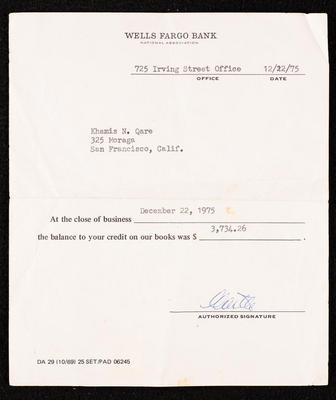 WELLS FARGO BANK
NATIONAL ASSOCIATION
725 Irving Street Office 12/22/75
OFFICE DATE
Khamis N. Qare
325 Moraga
San Francisco, Calif.
At the close of business December 22, 1975
the balance to your credit on our books was $ 3,734.26 .
AUTHORIZED SIGNATURE
DA 29 (10/69) 25 SET/PAD 06245